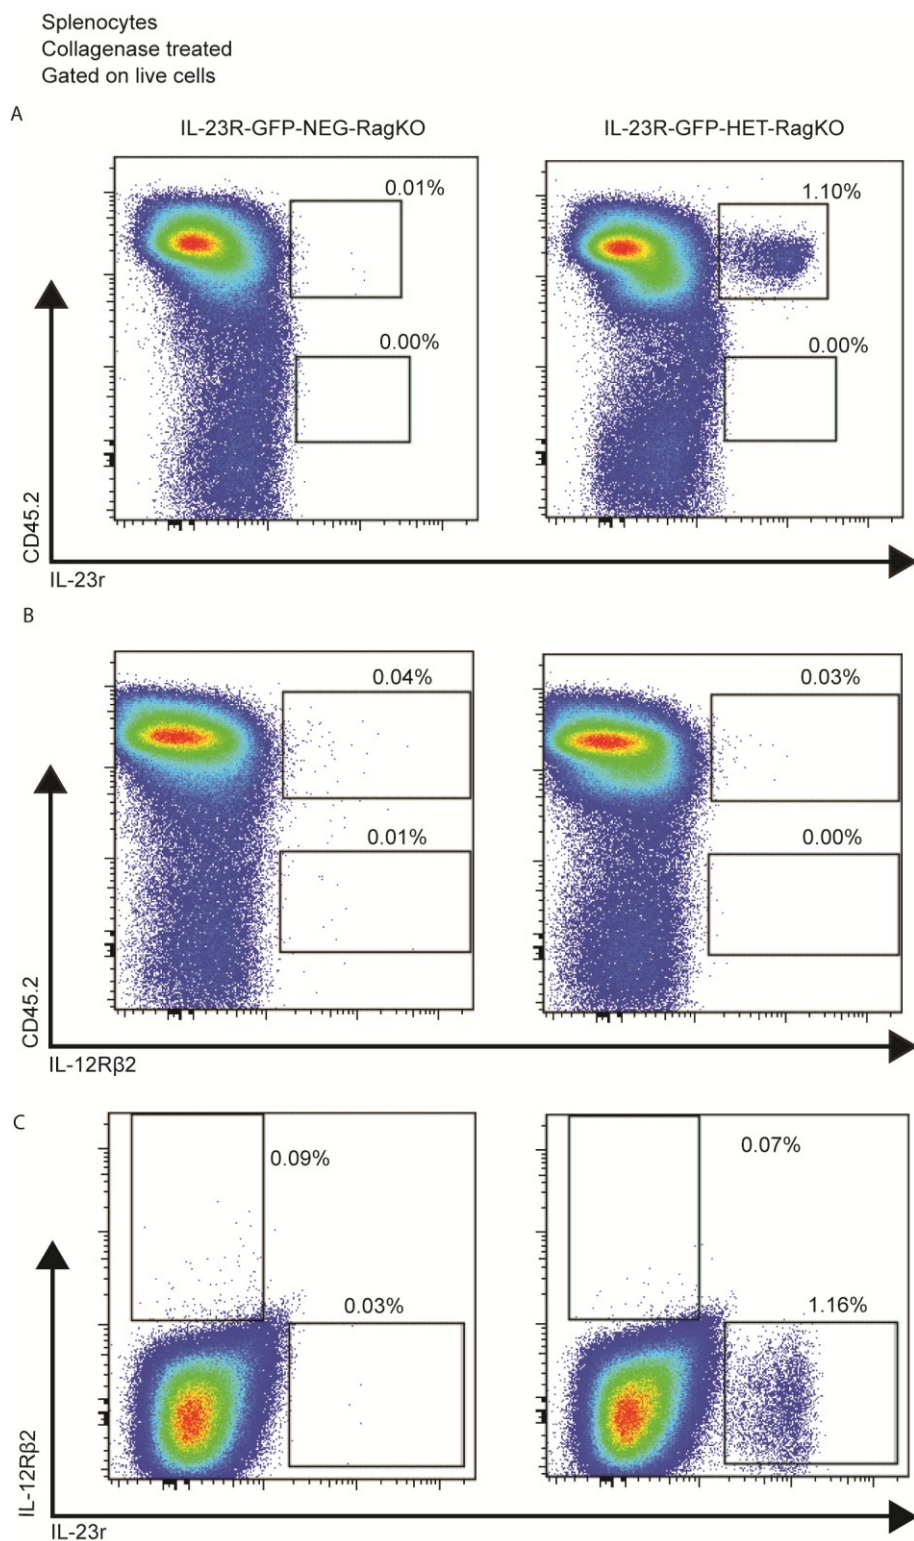 Splenocytes
Collagenase treated
Gated on live cells
A
IL-23R-GFP-NEG-RagKO
IL-23R-GFP-HET-RagKO
0.01%
1.10%
0.00%
0.00%
CD45.2
IL-23r
B
0.04%
0.03%
0.01%
0.00%
CD45.2
IL-12Rβ2
C
0.09%
0.07%
0.03%
1.16%
IL-12Rβ2
IL-23r